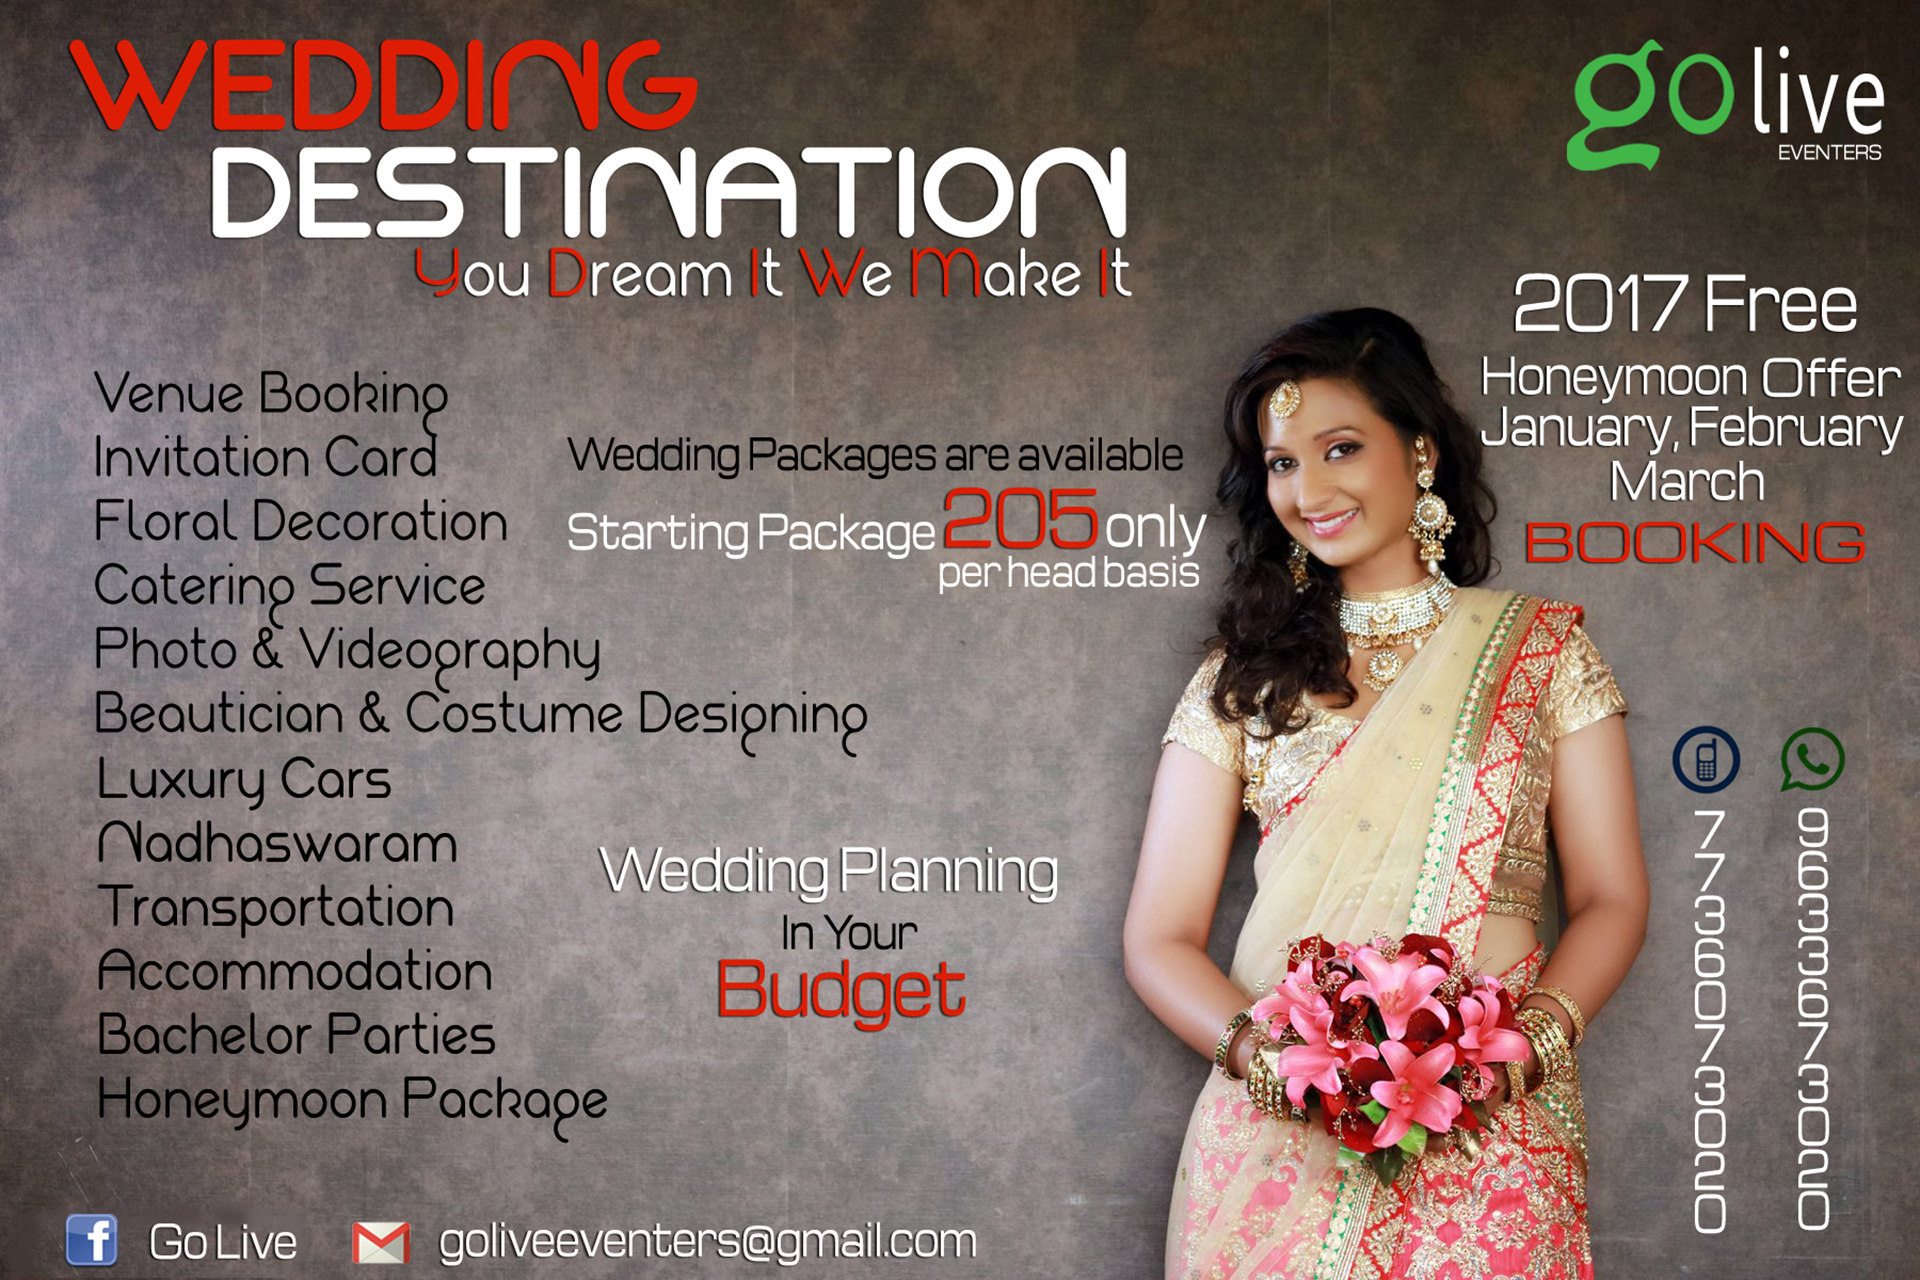 WEDDING
DESTINATION
You Dream It We Make It
go live
EVENTERS
2017 Free
Honeymoon Offer
January, February
March
BOOKING
Venue Booking
Invitation Card
Floral Decoration
Catering Service
Photo & Videography
Beautician & Costume Designing
Luxury Cars
Nadhaswaram
Transportation
Accommodation
Bachelor Parties
Honeymoon Package
Wedding Packages are available
Starting Package 205 only
per head basis
Wedding Planning
In Your
Budget
7736073020
9633673020
f Go Live
goliveeventers@gmail.com